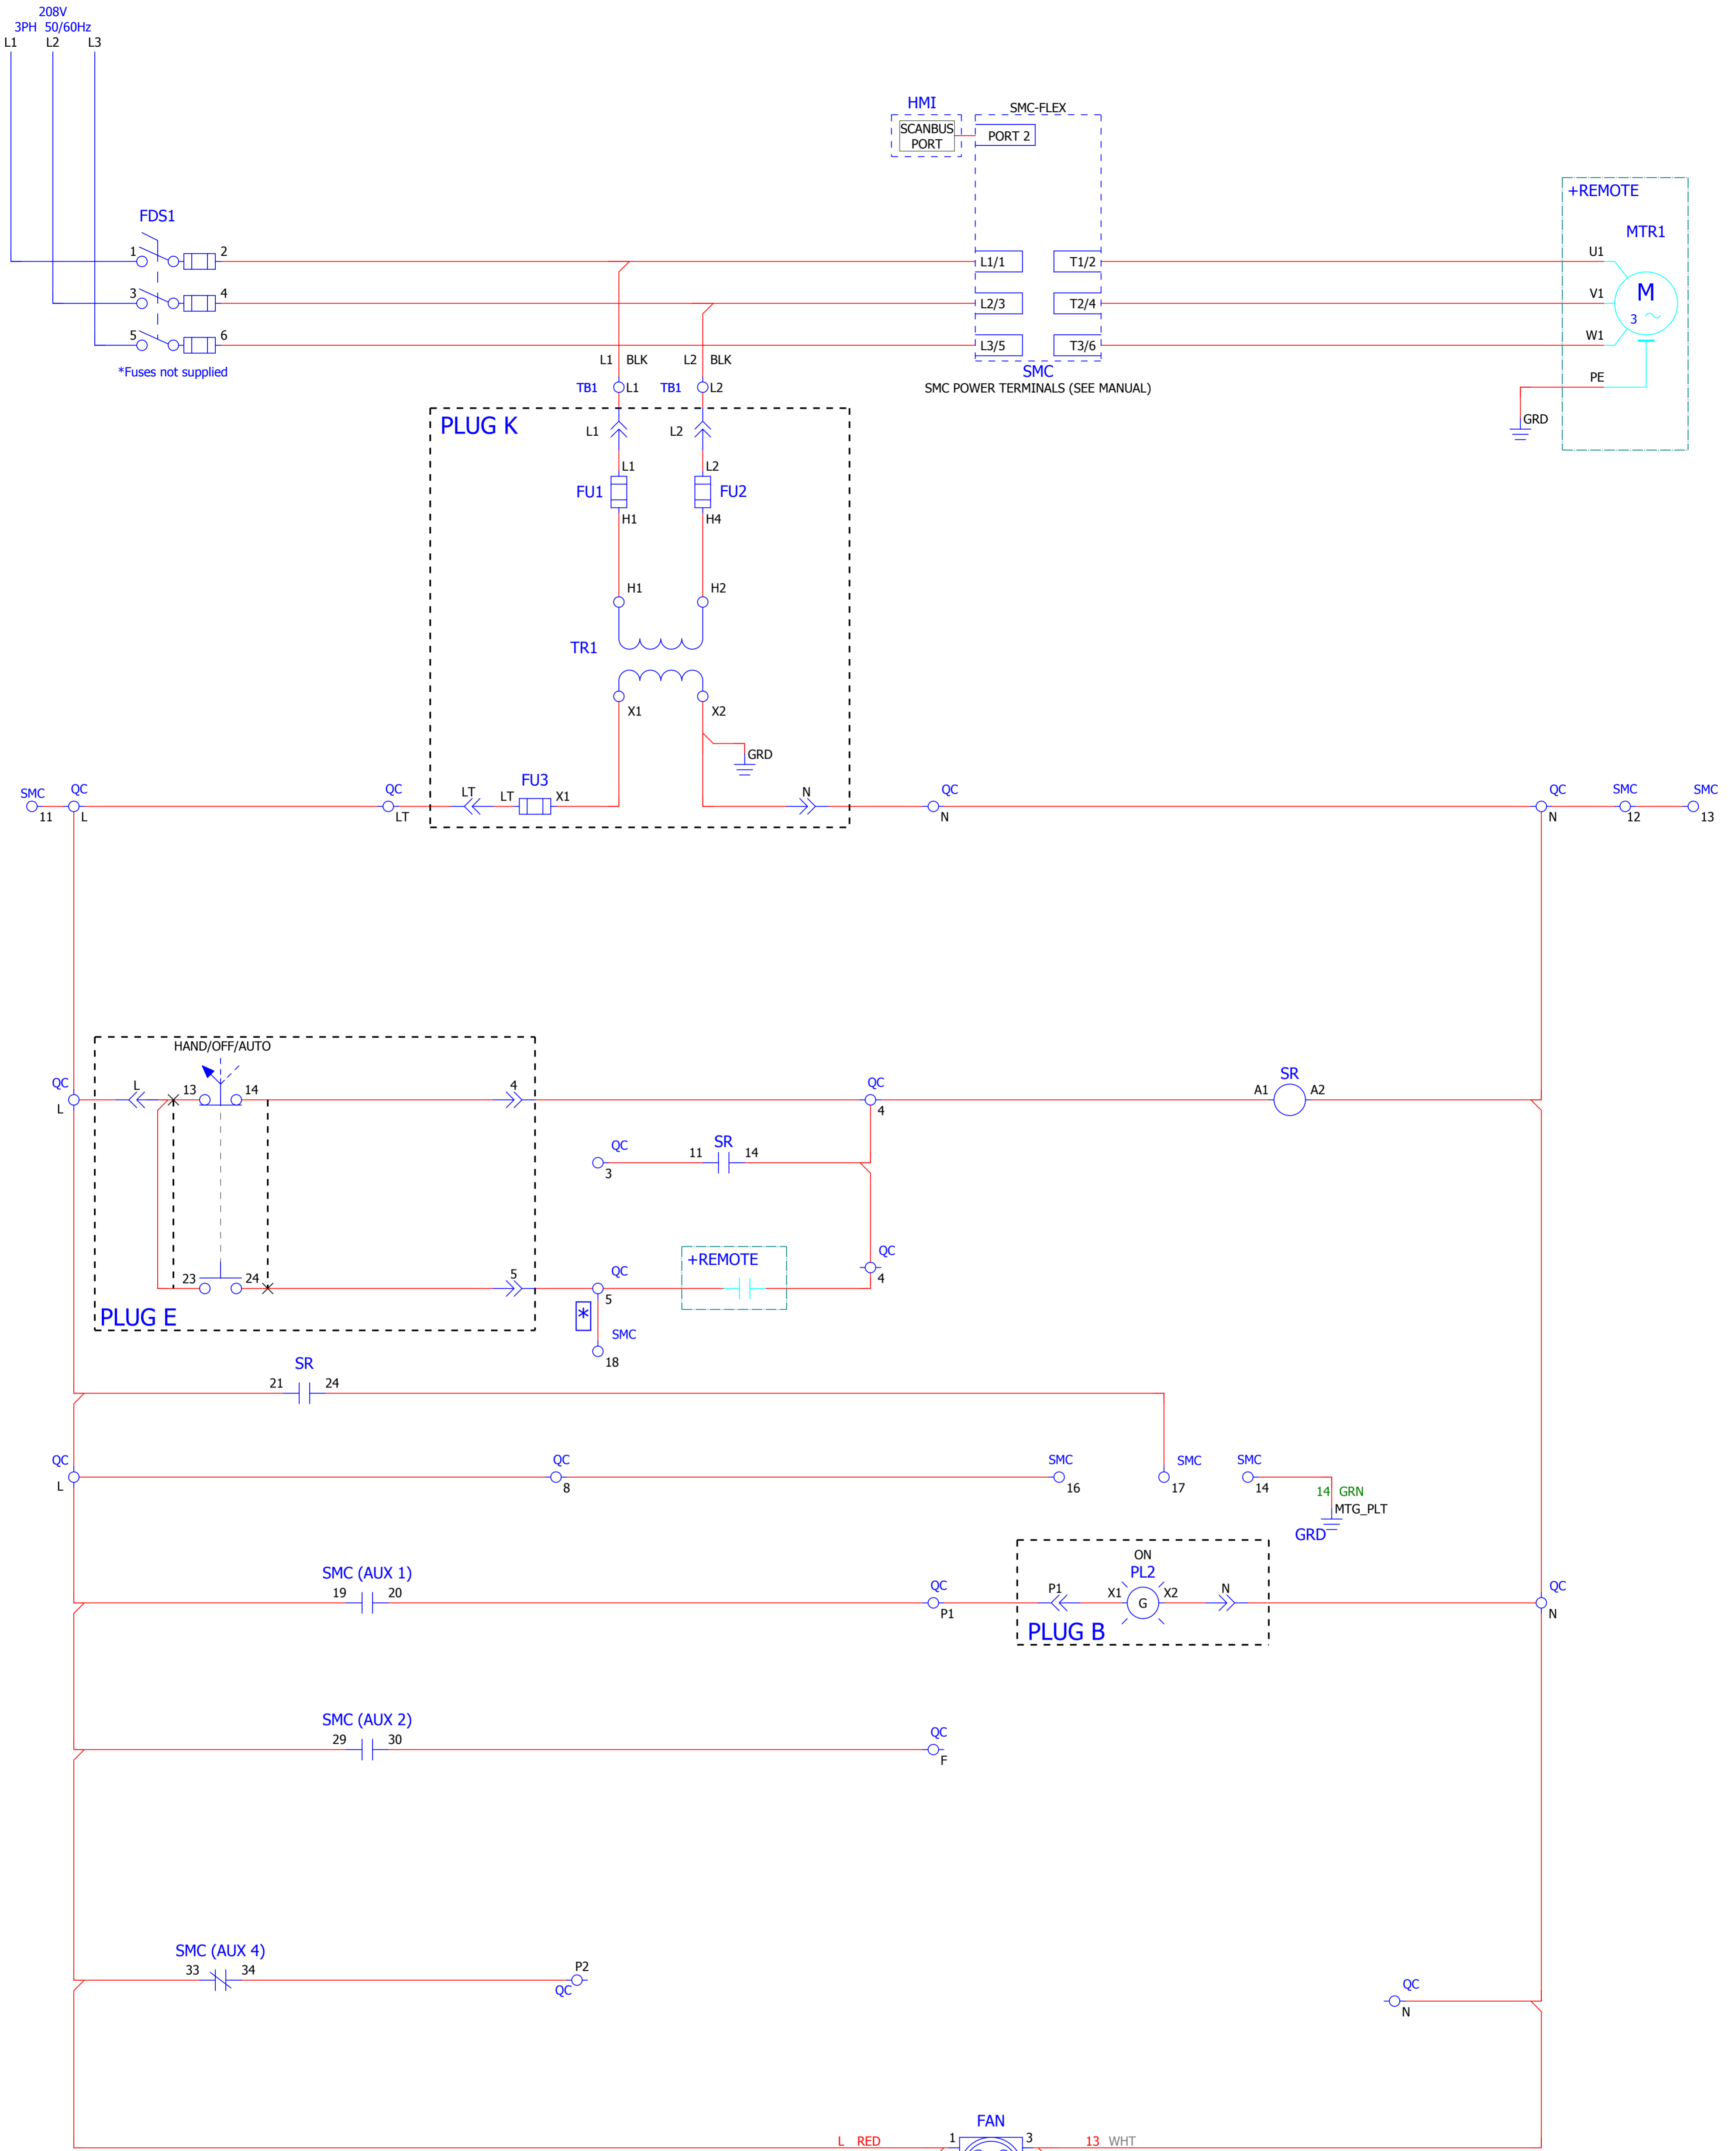 208V
3PH 50/60Hz
L1 L2 L3
HMI
SMC-FLEX
SCANBUS
PORT
PORT 2
+REMOTE
MTR1
FDS1
1 2
L1/1 T1/2
U1
3 4
L2/3 T2/4
V1
M
3
5 6
L3/5 T3/6
W1
*Fuses not supplied
SMC
SMC POWER TERMINALS (SEE MANUAL)
PE
GRD
L1 BLK L2 BLK
TB1 L1 TB1 L2
PLUG K
L1 L2
L1 L2
FU1 FU2
H1 H4
H1 H2
TR1
X1 X2
GRD
SMC QC QC FU3 QC QC SMC SMC
LT LT X1 N
11 L LT N N 12 13
HAND/OFF/AUTO
QC L 13 14 4 QC SR
A1 A2
L 4
QC 11 SR 14
3
+REMOTE
QC
4
23 24 5 QC
5
PLUG E
*
SMC
18
SR
21 24
QC QC SMC SMC SMC
L 8 16 17 14
14 GRN
MTG_PLT
GRD
ON
PL2
SMC (AUX 1)
19 20
QC P1 X1 G X2 N QC
P1 N
PLUG B
SMC (AUX 2)
29 30
QC
F
SMC (AUX 4)
33 34
P2
QC
QC
N
FAN
L RED 1 3 13 WHT